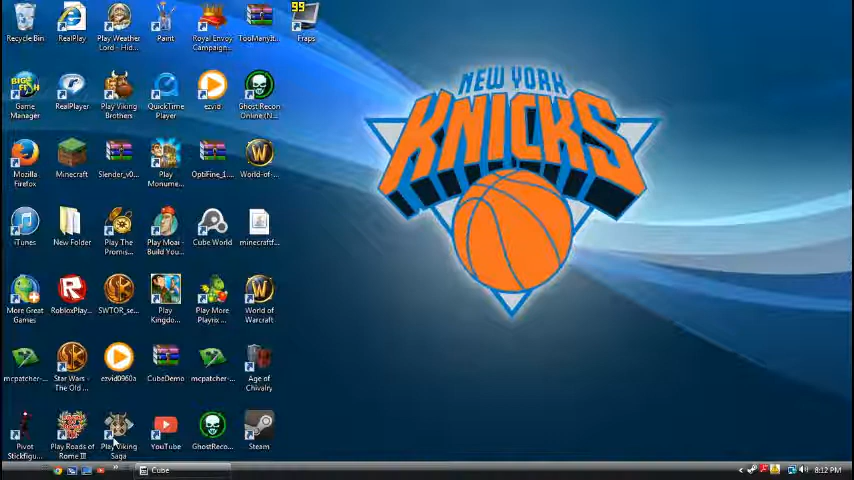 99
Recycle Bin
RealPlay
Play Weather
Lord - Hid...
Paint
Royal Envoy
Campaign...
TooManyIt...
Fraps
NEW YORK
KNICKS
BIG FISH
Game
Manager
RealPlayer
Play Viking
Brothers
QuickTime
Player
ezvid
Ghost Recon
Online (N...
Mozilla
Firefox
Minecraft
Slender_v0...
Play
Monume...
OptiFine_1....
World-of-...
iTunes
New Folder
Play The
Promis...
Play Moai -
Build You...
Cube World
minecraftf...
More Great
Games
RobloxPlay...
SWTOR_se...
Play
Kingdo...
Play More
Playrix ...
World of
Warcraft
mcpatcher-...
Star Wars -
The Old ...
ezvid0960a
CubeDemo
mcpatcher-...
Age of
Chivalry
Pivot
Stickfigu...
Play Roads of
Rome III
Play Viking
Saga
YouTube
GhostReco...
Steam
Cube
8:12 PM